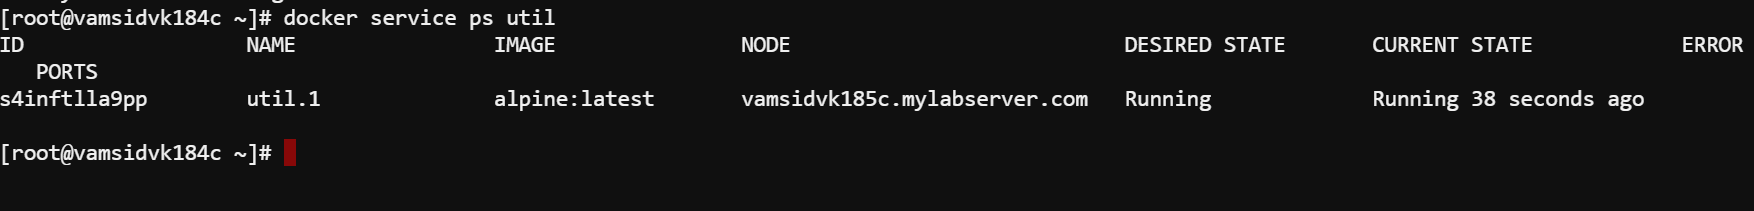 [root@vamsidvk184c ~]# docker service ps util
ID                  NAME                IMAGE               NODE                           DESIRED STATE       CURRENT STATE            ERROR
   PORTS
s4inftlla9pp        util.1              alpine:latest       vamsidvk185c.mylabserver.com   Running             Running 38 seconds ago
[root@vamsidvk184c ~]#